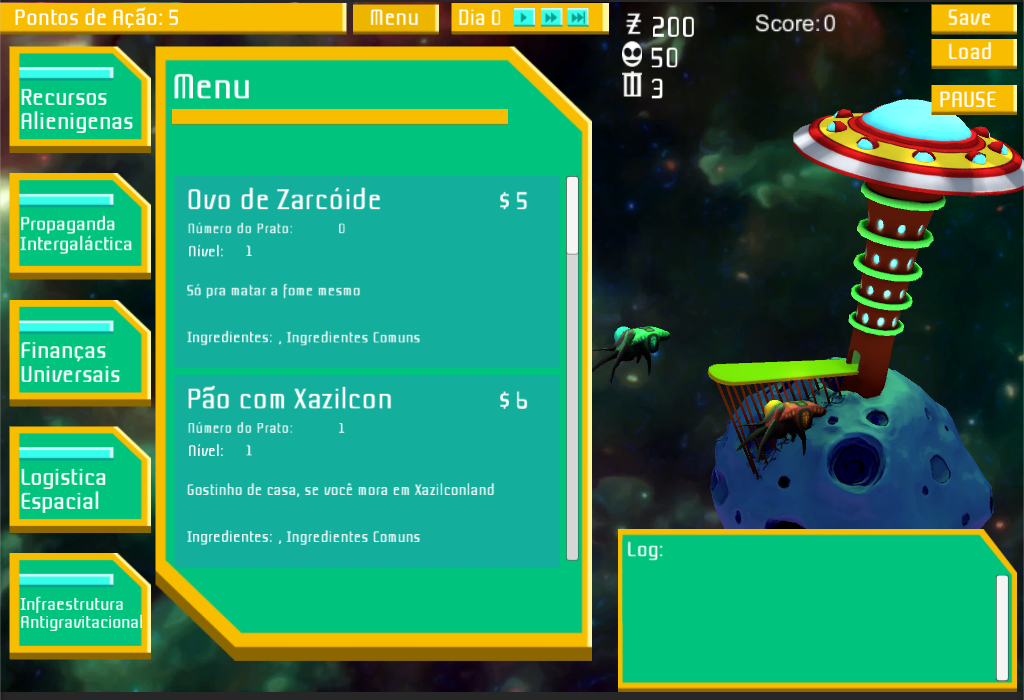 Pontos de Ação: 5
Menu
Dia 0
200
50
3
Score:0
Save
Load
PAUSE
Recursos
Alienigenas
Propaganda
Intergaláctica
Finanças
Universais
Logistica
Espacial
Infraestrutura
Antigravitacional
Menu
Ovo de Zarcóide $ 5
Número do Prato: 0
Nível: 1
Só pra matar a fome mesmo
Ingredientes: , Ingredientes Comuns
Pão com Xazilcon $ 6
Número do Prato: 1
Nível: 1
Gostinho de casa, se você mora em Xazilconland
Ingredientes: , Ingredientes Comuns
Log: